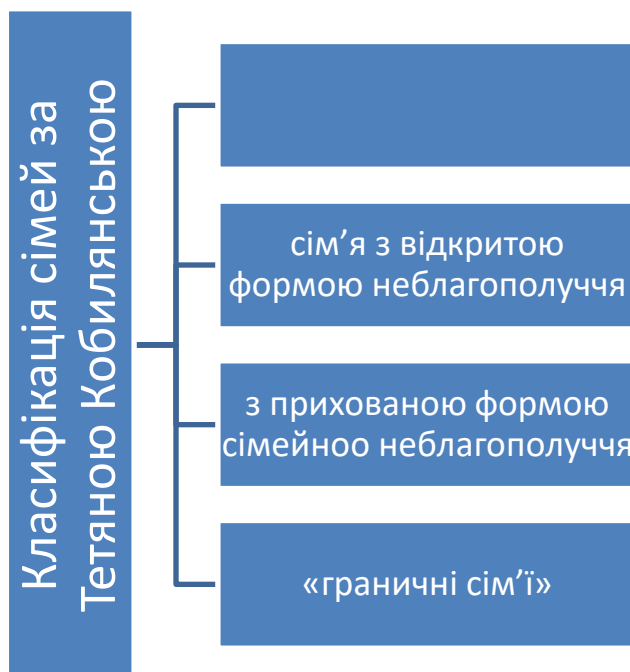 Класифікація сімей за
Тетяною Кобилянською
сім’я з відкритою
формою неблагополуччя
з прихованою формою
сімейноо неблагополуччя
«граничні сім’ї»